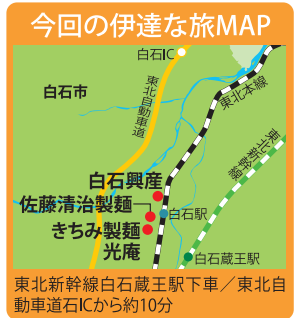 今回の伊達な旅MAP
白石IC
東北自動車道
東北本線
白石市
東北新幹線
白石興産
佐藤清治製麺
白石駅
きちみ製麺
光庵
白石蔵王駅
東北新幹線白石蔵王駅下車／東北自
動車道石ICから約10分